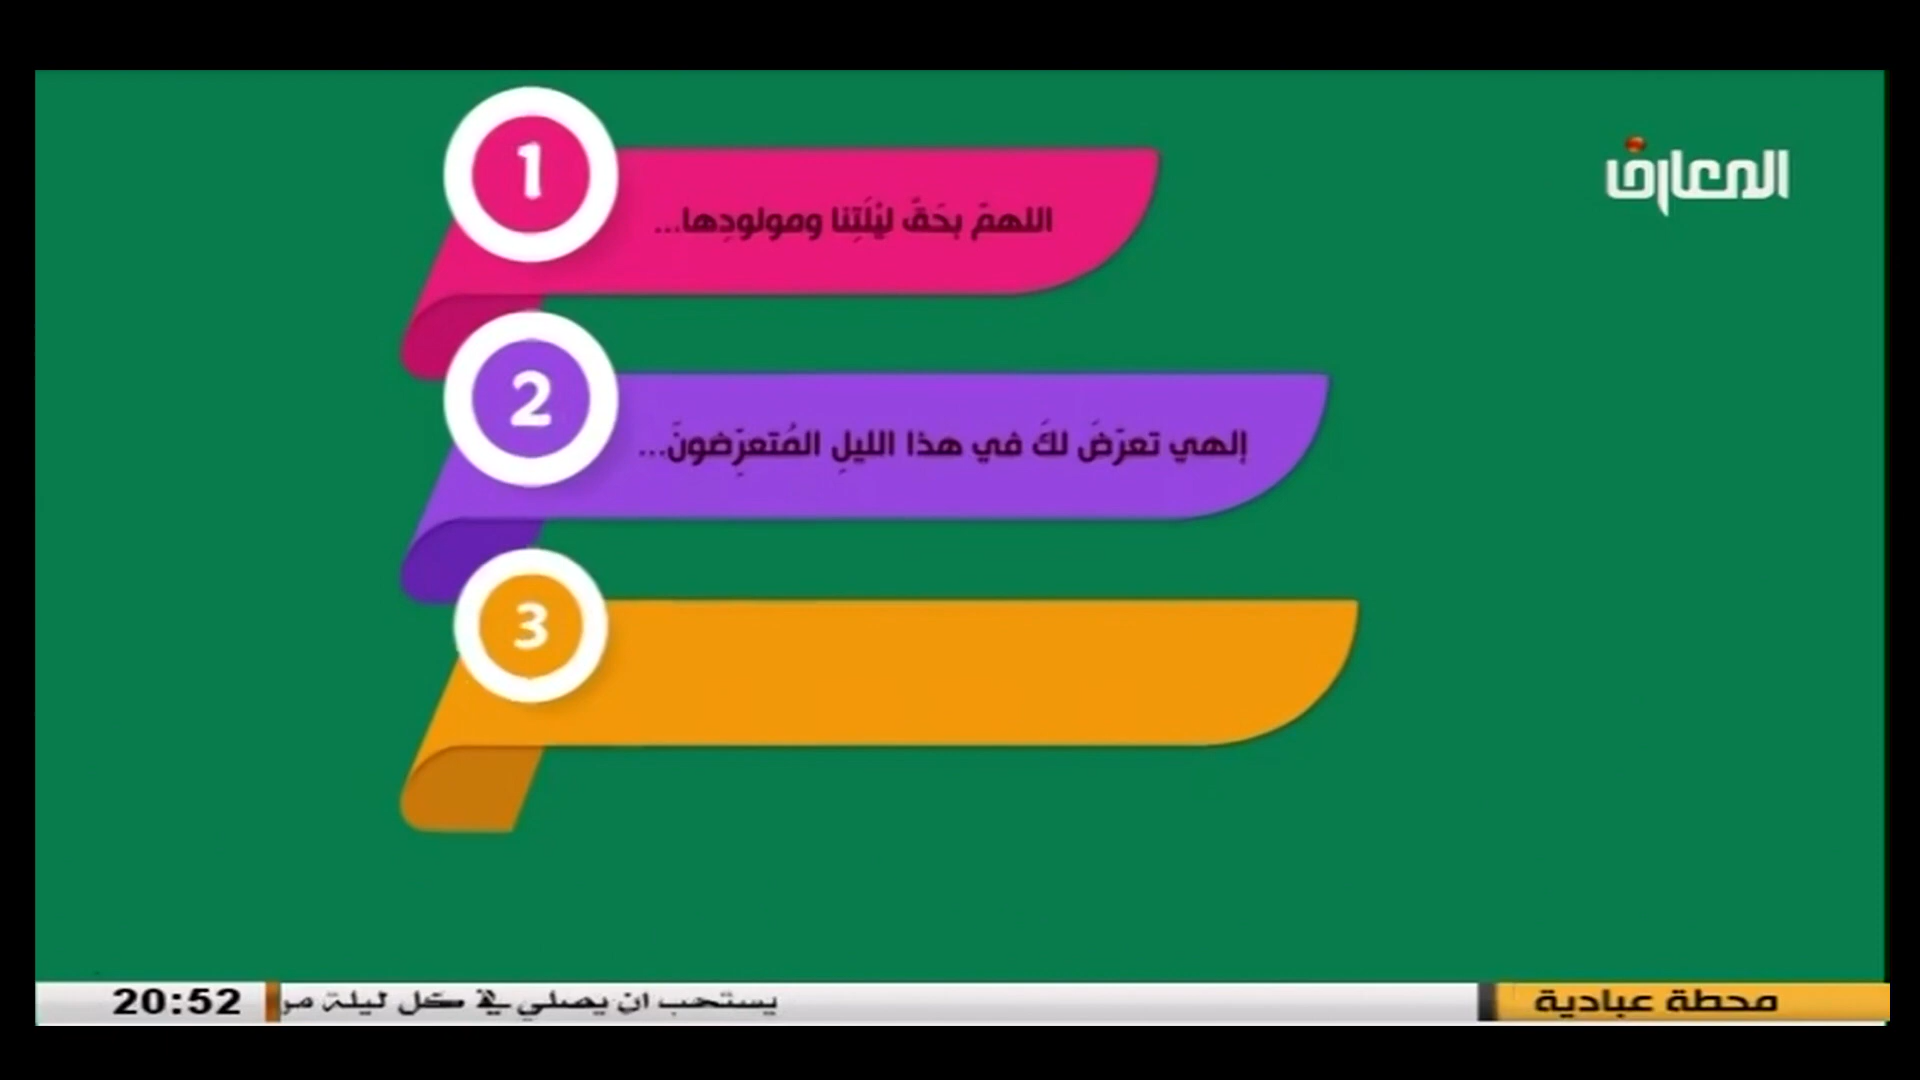 المعارف
1
اللهمّ بحَقِّ ليْلَتِنا ومولودِها...
2
إلهي تعرّضَ لكَ في هذا الليلِ المُتعرِّضونَ...
3
محطة عبادية
يستحب ان يصلي في كل ليلة من
20:52